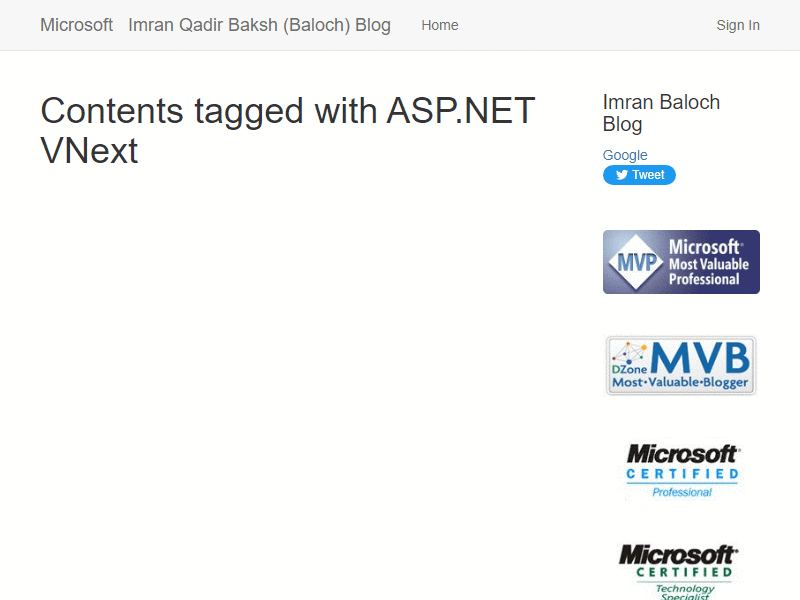 Microsoft Imran Qadir Baksh (Baloch) Blog Home Sign In
Contents tagged with ASP.NET
VNext
Imran Baloch
Blog
Google
Tweet
MVP
Microsoft®
Most Valuable
Professional
DZone
MVB
Most•Valuable•Blogger
Microsoft®
CERTIFIED
Professional
Microsoft®
CERTIFIED
Technology
Specialist